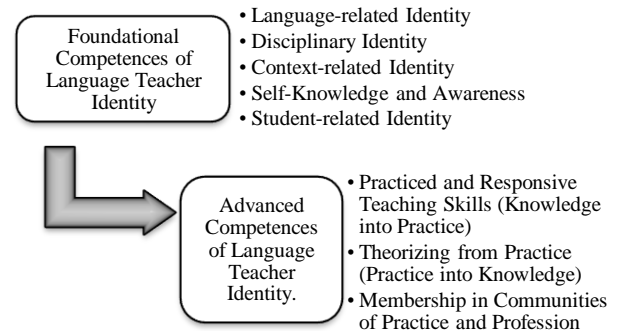 Foundational
Competences of
Language Teacher
Identity
• Language-related Identity
• Disciplinary Identity
• Context-related Identity
• Self-Knowledge and Awareness
• Student-related Identity
Advanced
Competences
of Language
Teacher
Identity.
• Practiced and Responsive
Teaching Skills (Knowledge
into Practice)
• Theorizing from Practice
(Practice into Knowledge)
• Membership in Communities
of Practice and Profession